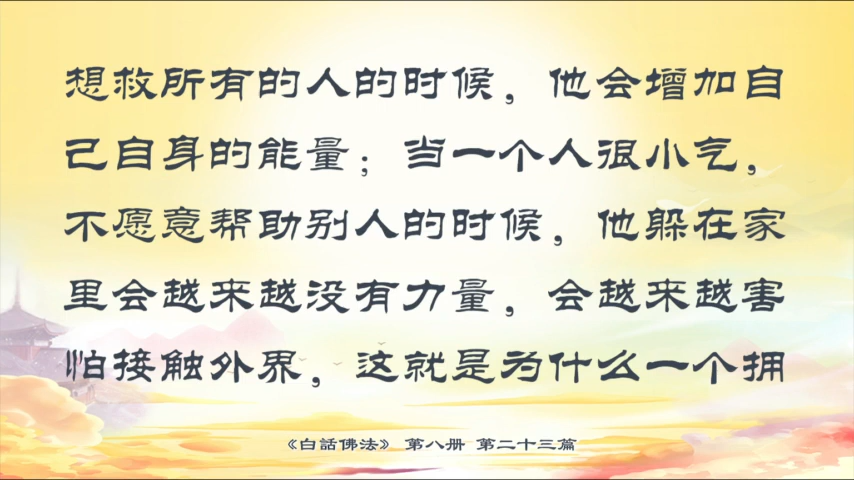 想救所有的人的时候，他会增加自
己自身的能量；当一个人很小气，
不愿意帮助别人的时候，他躲在家
里会越来越没有力量，会越来越害
怕接触外界，这就是为什么一个拥
《白話佛法》 第八册 第二十三篇